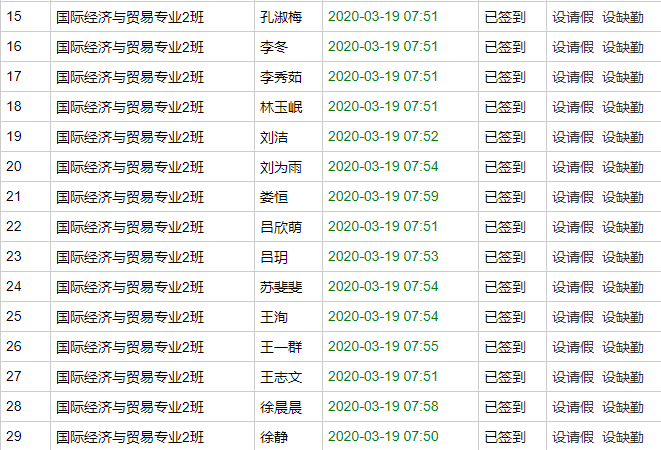 15 国际经济与贸易专业2班 孔淑梅 2020-03-19 07:51 已签到 设请假 设缺勤
16 国际经济与贸易专业2班 李冬 2020-03-19 07:51 已签到 设请假 设缺勤
17 国际经济与贸易专业2班 李秀茹 2020-03-19 07:51 已签到 设请假 设缺勤
18 国际经济与贸易专业2班 林玉岷 2020-03-19 07:51 已签到 设请假 设缺勤
19 国际经济与贸易专业2班 刘洁 2020-03-19 07:52 已签到 设请假 设缺勤
20 国际经济与贸易专业2班 刘为雨 2020-03-19 07:54 已签到 设请假 设缺勤
21 国际经济与贸易专业2班 娄恒 2020-03-19 07:59 已签到 设请假 设缺勤
22 国际经济与贸易专业2班 吕欣萌 2020-03-19 07:51 已签到 设请假 设缺勤
23 国际经济与贸易专业2班 吕玥 2020-03-19 07:53 已签到 设请假 设缺勤
24 国际经济与贸易专业2班 苏斐斐 2020-03-19 07:54 已签到 设请假 设缺勤
25 国际经济与贸易专业2班 王洵 2020-03-19 07:54 已签到 设请假 设缺勤
26 国际经济与贸易专业2班 王一群 2020-03-19 07:55 已签到 设请假 设缺勤
27 国际经济与贸易专业2班 王志文 2020-03-19 07:51 已签到 设请假 设缺勤
28 国际经济与贸易专业2班 徐晨晨 2020-03-19 07:58 已签到 设请假 设缺勤
29 国际经济与贸易专业2班 徐静 2020-03-19 07:50 已签到 设请假 设缺勤